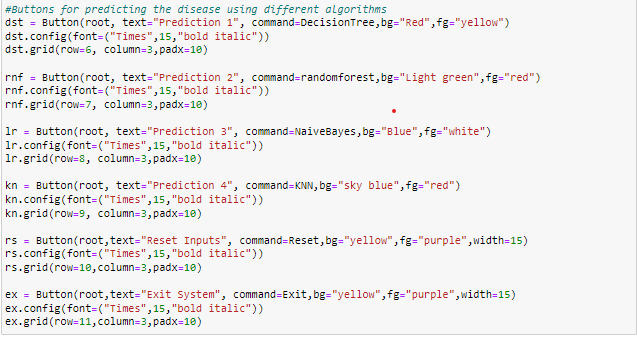 #Buttons for predicting the disease using different algorithms
dst = Button(root, text="Prediction 1", command=DecisionTree,bg="Red",fg="yellow")
dst.config(font=("Times",15,"bold italic"))
dst.grid(row=6, column=3,padx=10)
rnf = Button(root, text="Prediction 2", command=randomforest,bg="Light green",fg="red")
rnf.config(font=("Times",15,"bold italic"))
rnf.grid(row=7, column=3,padx=10)
lr = Button(root, text="Prediction 3", command=NaiveBayes,bg="Blue",fg="white")
lr.config(font=("Times",15,"bold italic"))
lr.grid(row=8, column=3,padx=10)
kn = Button(root, text="Prediction 4", command=KNN,bg="sky blue",fg="red")
kn.config(font=("Times",15,"bold italic"))
kn.grid(row=9, column=3,padx=10)
rs = Button(root,text="Reset Inputs", command=Reset,bg="yellow",fg="purple",width=15)
rs.config(font=("Times",15,"bold italic"))
rs.grid(row=10,column=3,padx=10)
ex = Button(root,text="Exit System", command=Exit,bg="yellow",fg="purple",width=15)
ex.config(font=("Times",15,"bold italic"))
ex.grid(row=11,column=3,padx=10)